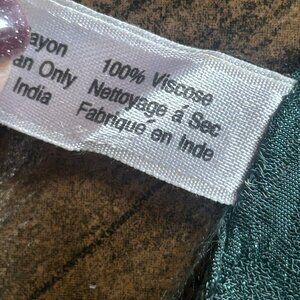 ayon
an Only
India
100% Viscose
Nettoyage á Sec
Fabriqué en Inde